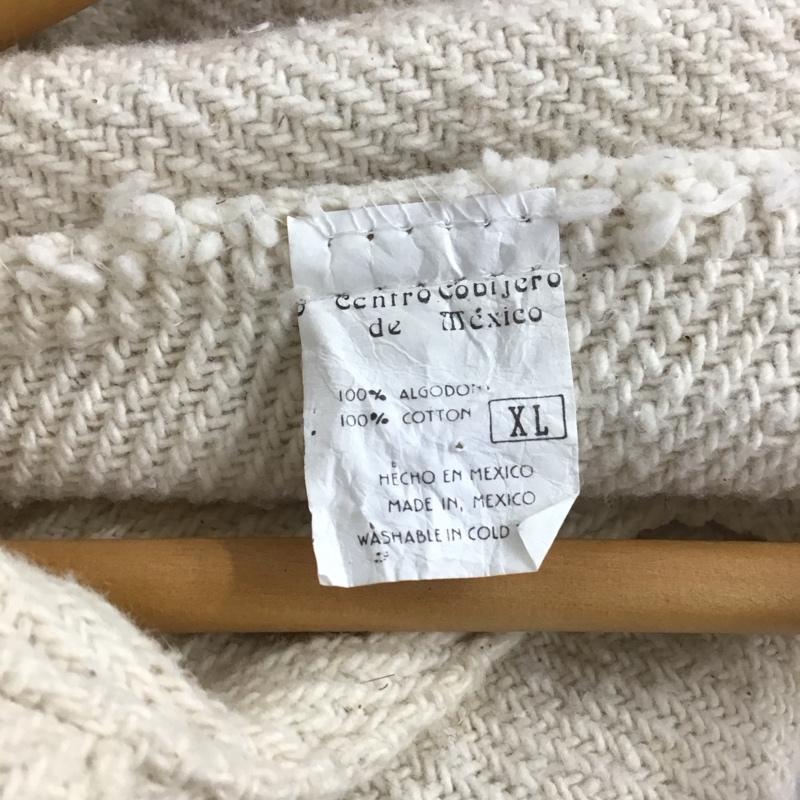 Centro Cobijero
de México
100% ALGODON
100% COTTON
XL
HECHO EN MEXICO
MADE IN, MEXICO
WASHABLE IN COLD